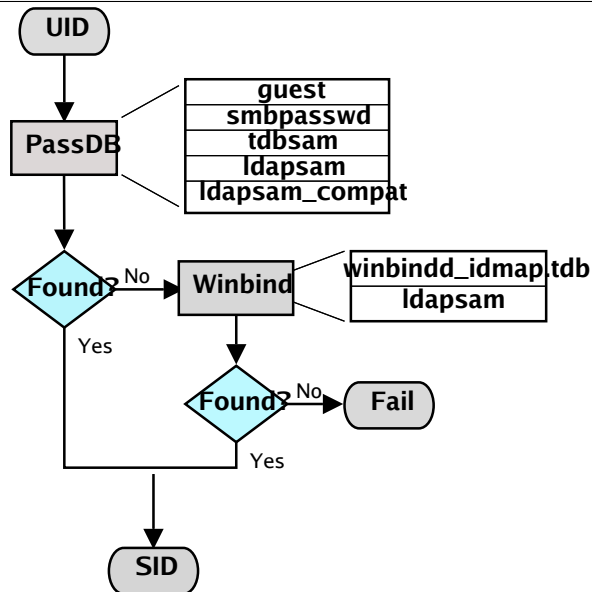 UID
PassDB
guest
smbpasswd
tdbsam
ldapsam
ldapsam_compat
Found?
No
Winbind
winbindd_idmap.tdb
ldapsam
Yes
Found?
No
Fail
Yes
SID